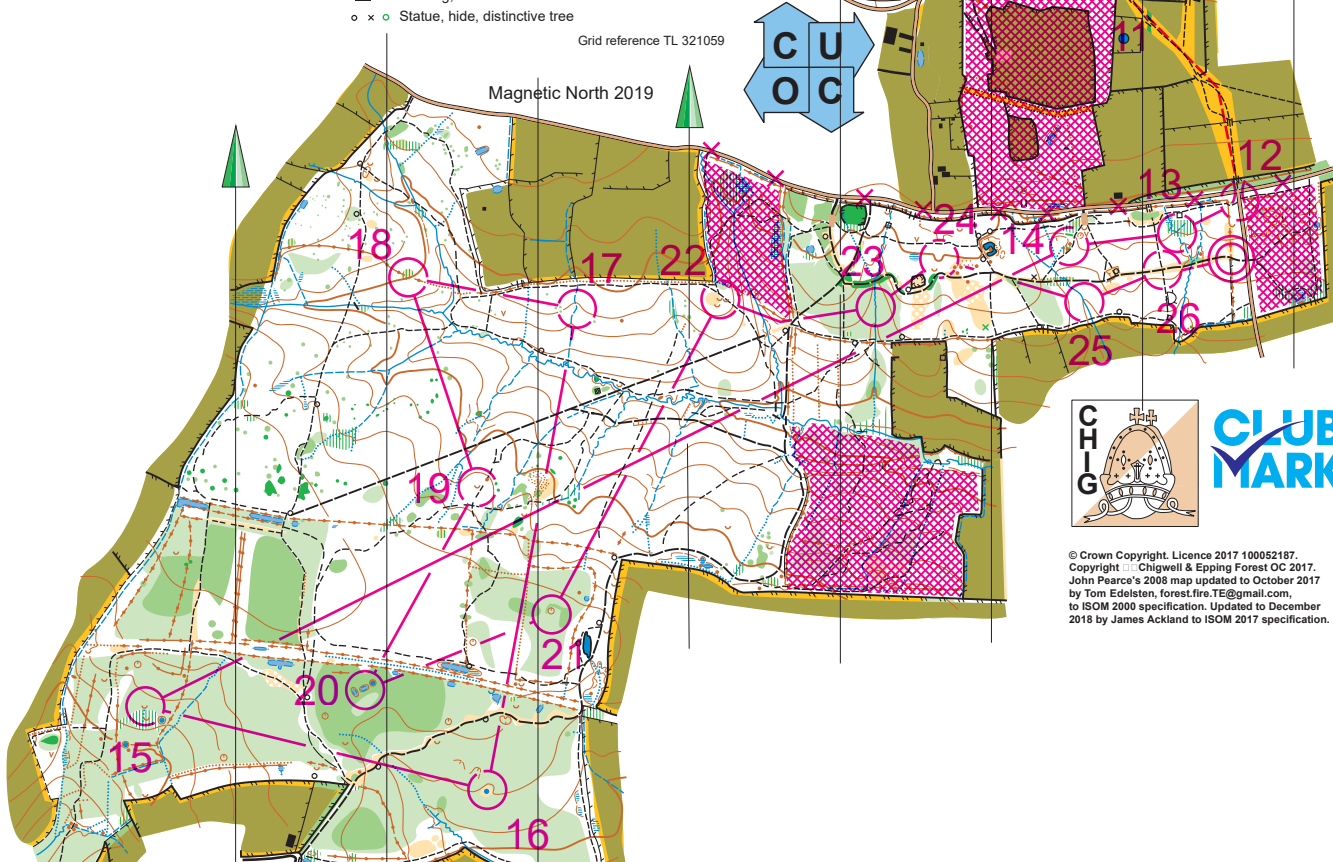 Statue, hide, distinctive tree
Grid reference TL 321059
Magnetic North 2019
C U
O C
11
12
13
24
14
18
17
22
23
26
25
19
21
20
15
16
CHIG
CLUB
MARK
© Crown Copyright. Licence 2017 100052187.
Copyright □□Chigwell & Epping Forest OC 2017.
John Pearce's 2008 map updated to October 2017
by Tom Edelsten, forest.fire.TE@gmail.com,
to ISOM 2000 specification. Updated to December
2018 by James Ackland to ISOM 2017 specification.